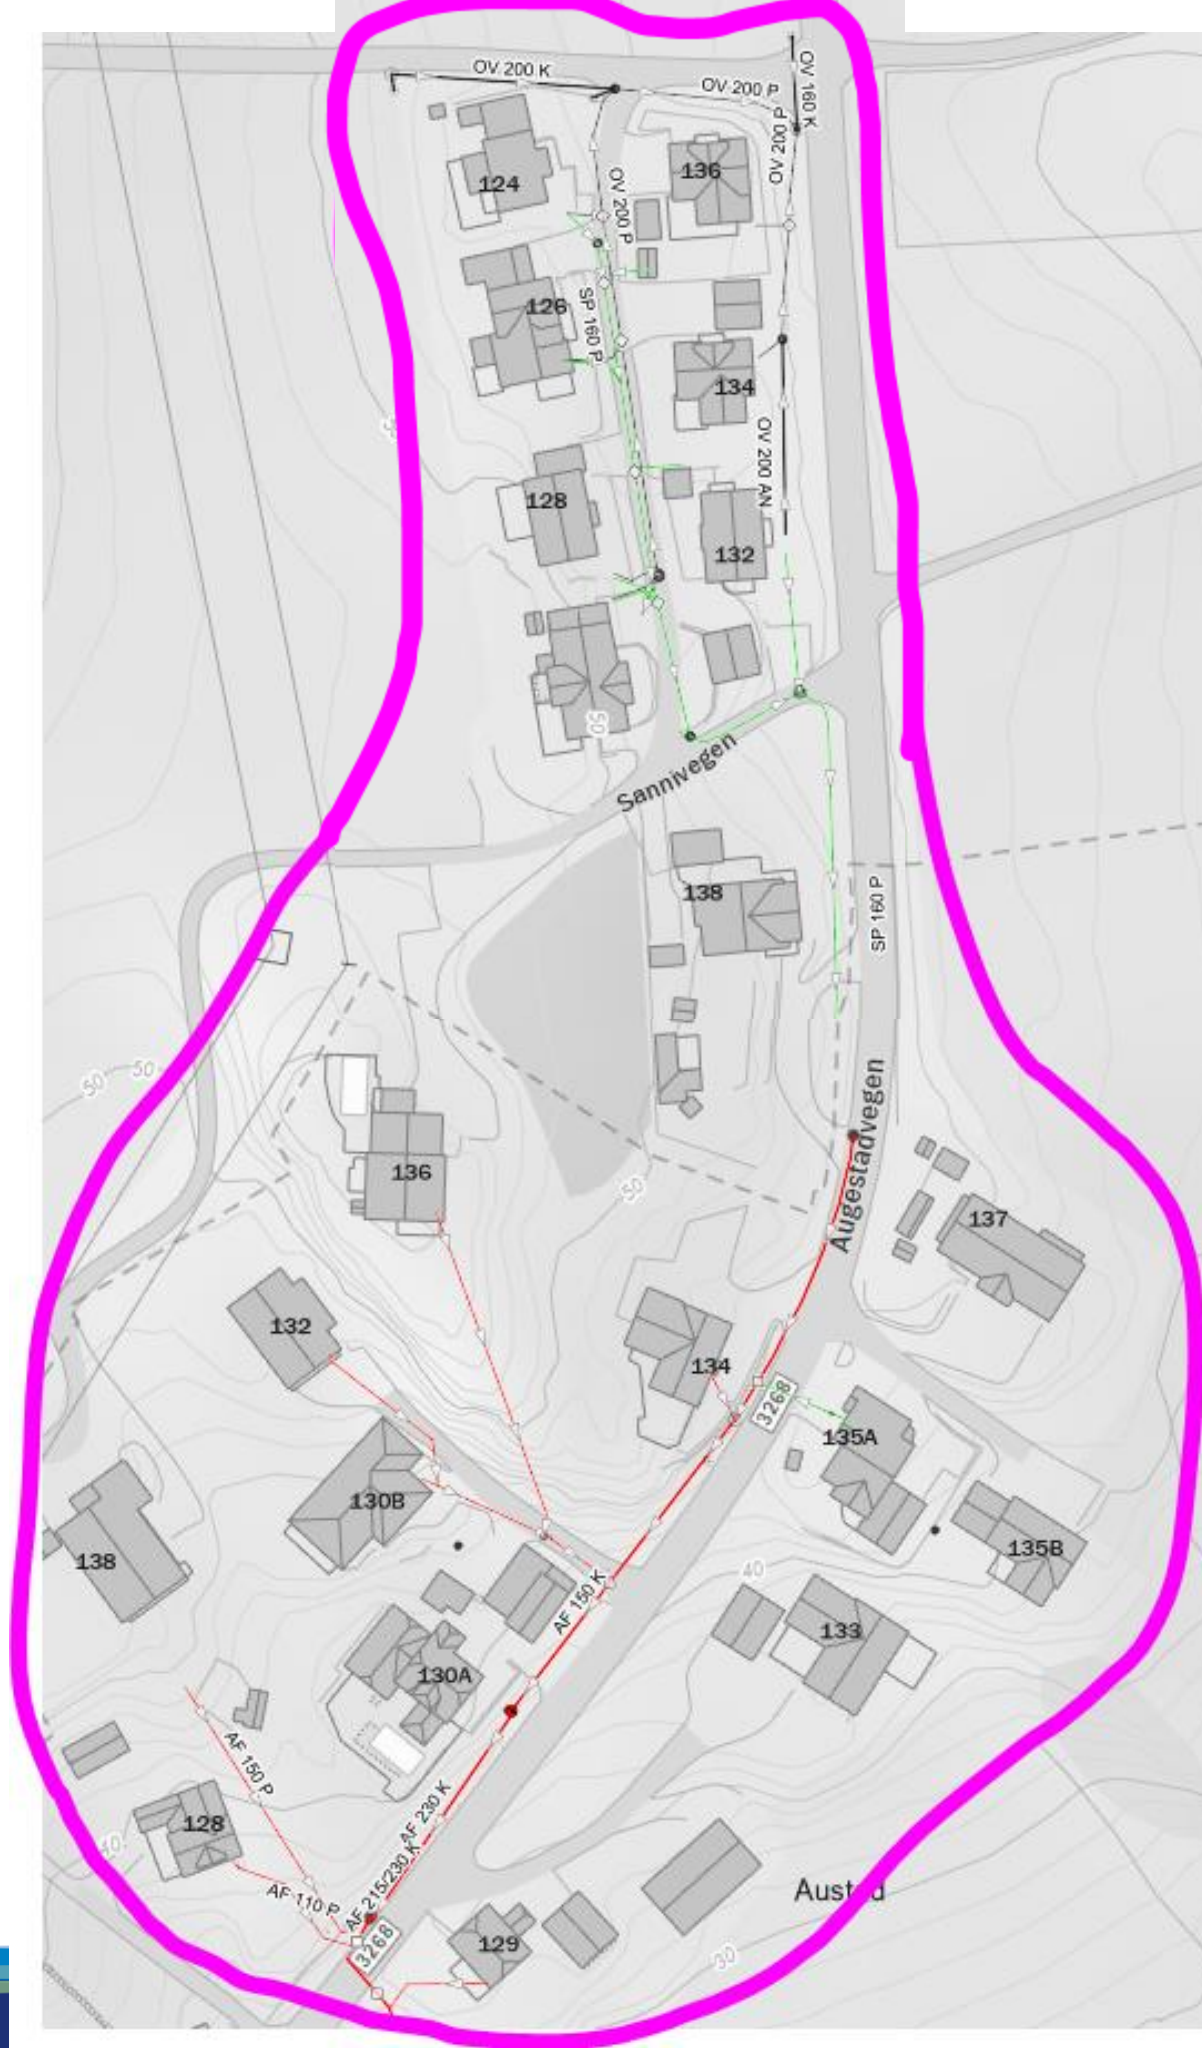 OV 200 K
OV 200 P
OV 160 K
OV 200 P
124
136
OV 200 P
126
SP 160 P
134
OV 200 AN
128
132
50
Sannivegen
138
SP 160 P
50
50
Augestadvegen
136
50
137
132
134
3268
135A
130B
138
135B
40
AF 150 K
133
130A
AF 150 P
AF 230 K
128
AF 215/230 K
AF 110 P
Austad
3268
129
30